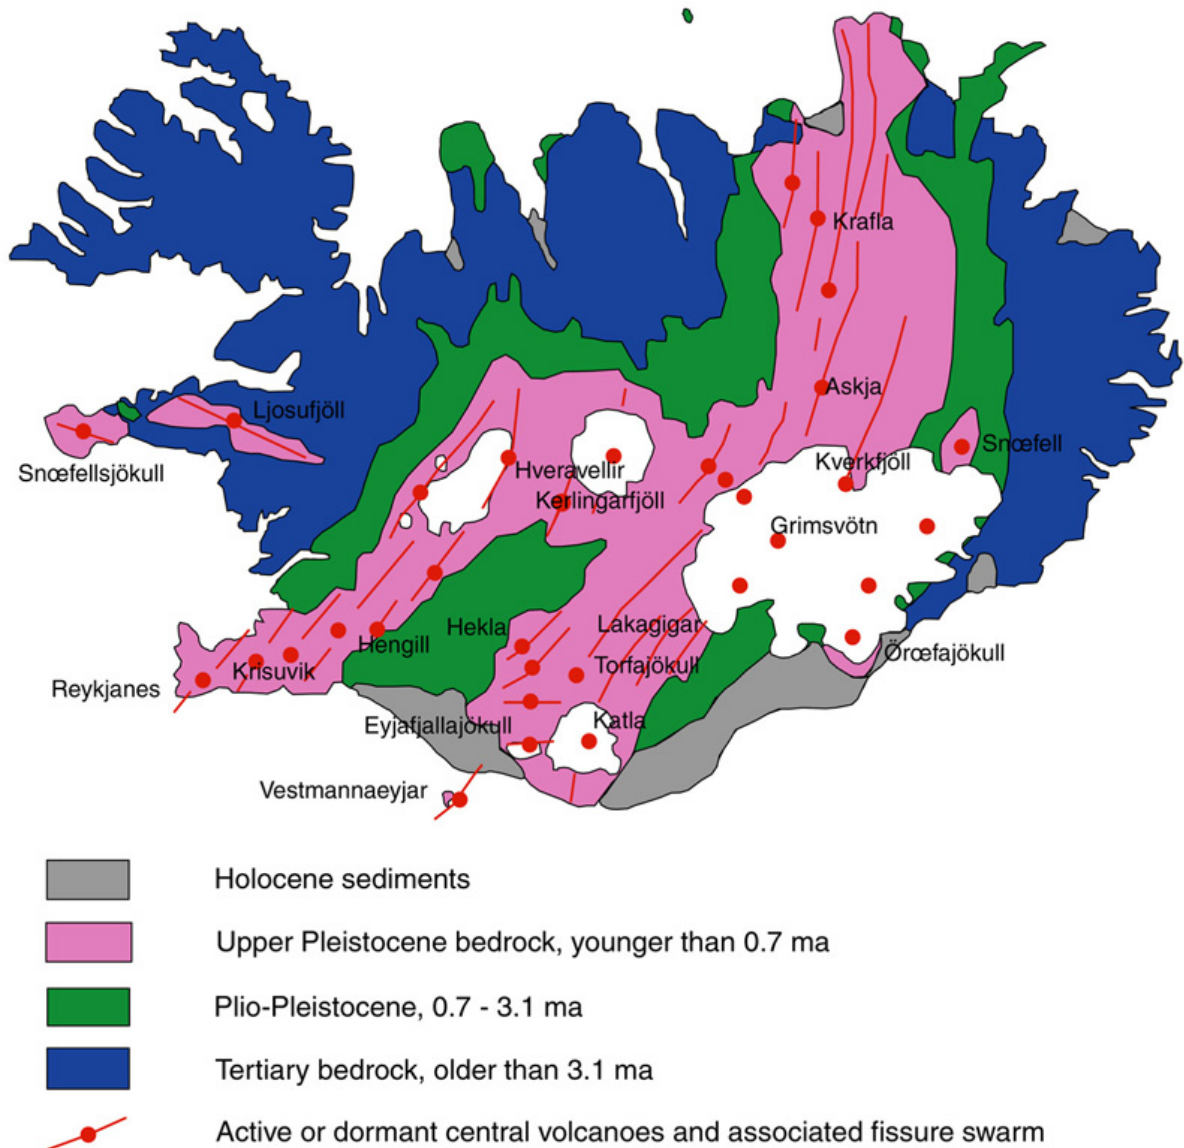 Krafla
Askja
Ljosufjöll
Snœfellsjökull
Hveravellir
Kerlingarfjöll
Kverkfjöll
Snœfell
Grimsvötn
Hekla
Lakagigar
Hengill
Torfajökull
Örœfajökull
Krisuvik
Reykjanes
Eyjafjallajökull
Katla
Vestmannaeyjar
Holocene sediments
Upper Pleistocene bedrock, younger than 0.7 ma
Plio-Pleistocene, 0.7 - 3.1 ma
Tertiary bedrock, older than 3.1 ma
Active or dormant central volcanoes and associated fissure swarm